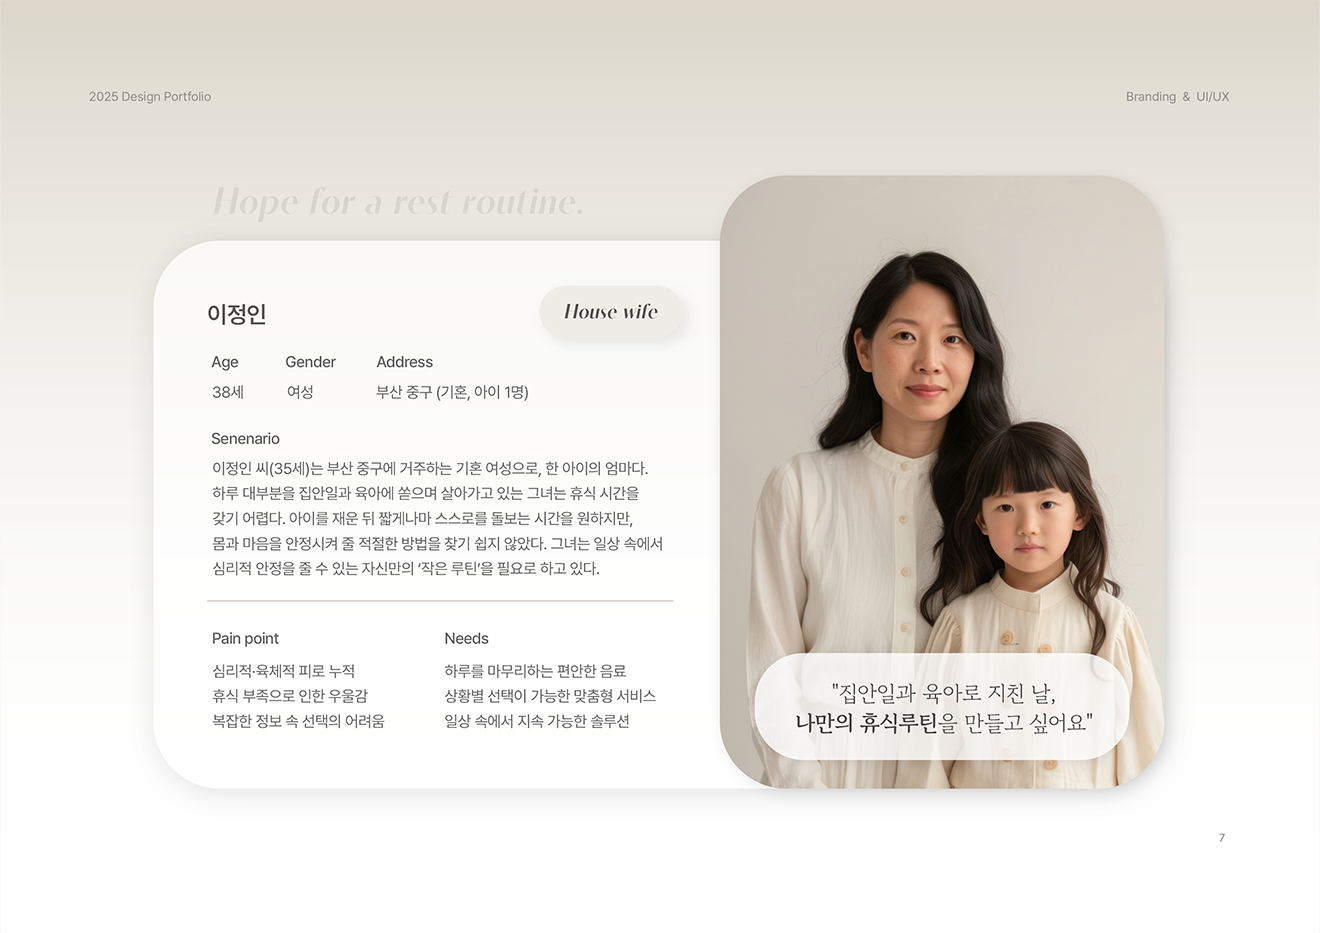 2025 Design Portfolio
Branding & UI/UX
Hope for a rest routine.
이정인
House wife
Age Gender Address
38세 여성 부산 중구 (기혼, 아이 1명)
Senenario
이정인 씨(35세)는 부산 중구에 거주하는 기혼 여성으로, 한 아이의 엄마다.
하루 대부분을 집안일과 육아에 쏟으며 살아가고 있는 그녀는 휴식 시간을
갖기 어렵다. 아이를 재운 뒤 짧게나마 스스로를 돌보는 시간을 원하지만,
몸과 마음을 안정시켜 줄 적절한 방법을 찾기 쉽지 않았다. 그녀는 일상 속에서
심리적 안정을 줄 수 있는 자신만의 ‘작은 루틴’을 필요로 하고 있다.
Pain point
심리적·육체적 피로 누적
휴식 부족으로 인한 우울감
복잡한 정보 속 선택의 어려움
Needs
하루를 마무리하는 편안한 음료
상황별 선택이 가능한 맞춤형 서비스
일상 속에서 지속 가능한 솔루션
"집안일과 육아로 지친 날,
나만의 휴식루틴을 만들고 싶어요"
7